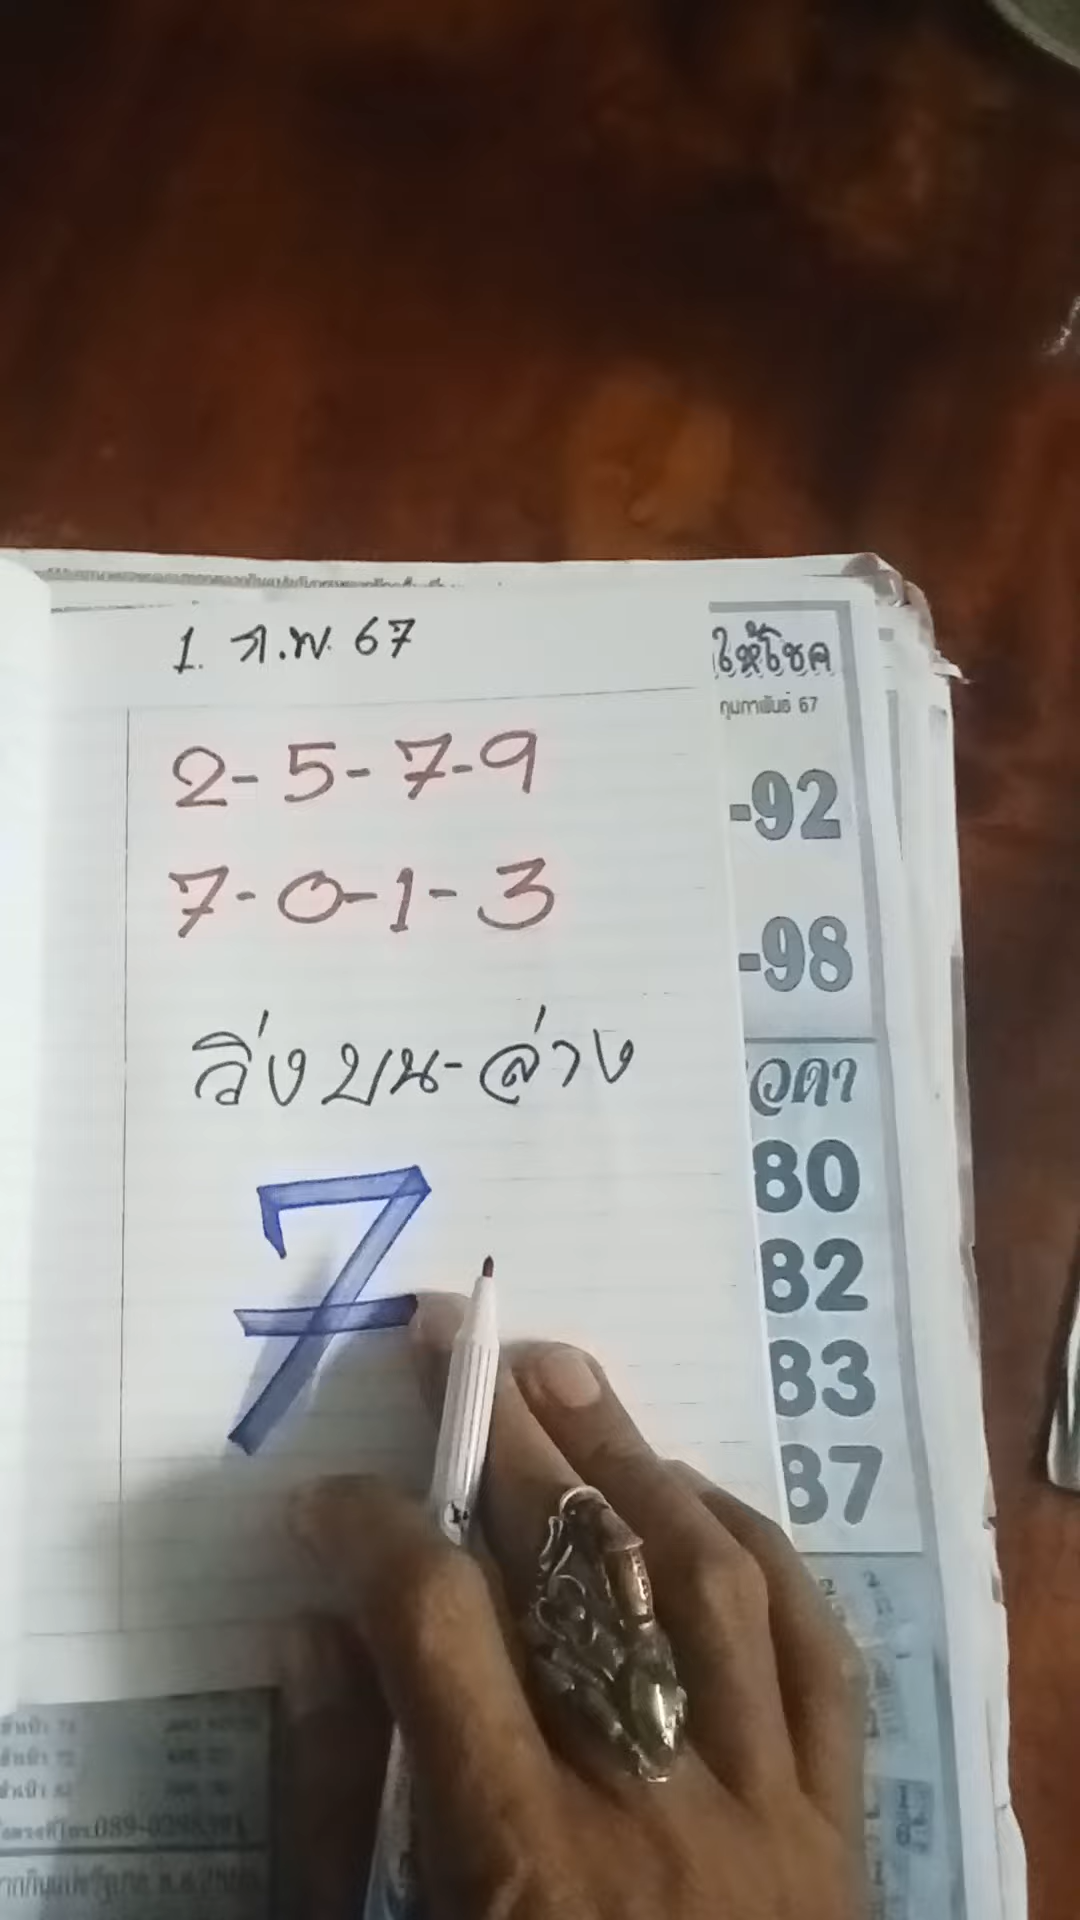 1. ก.พ. 67
2-5-7-9
7-0-1-3
วิ่งบน-ล่าง
7
ให้โชค
กุมภาพันธ์ 67
-92
-98
วดา
80
82
83
87